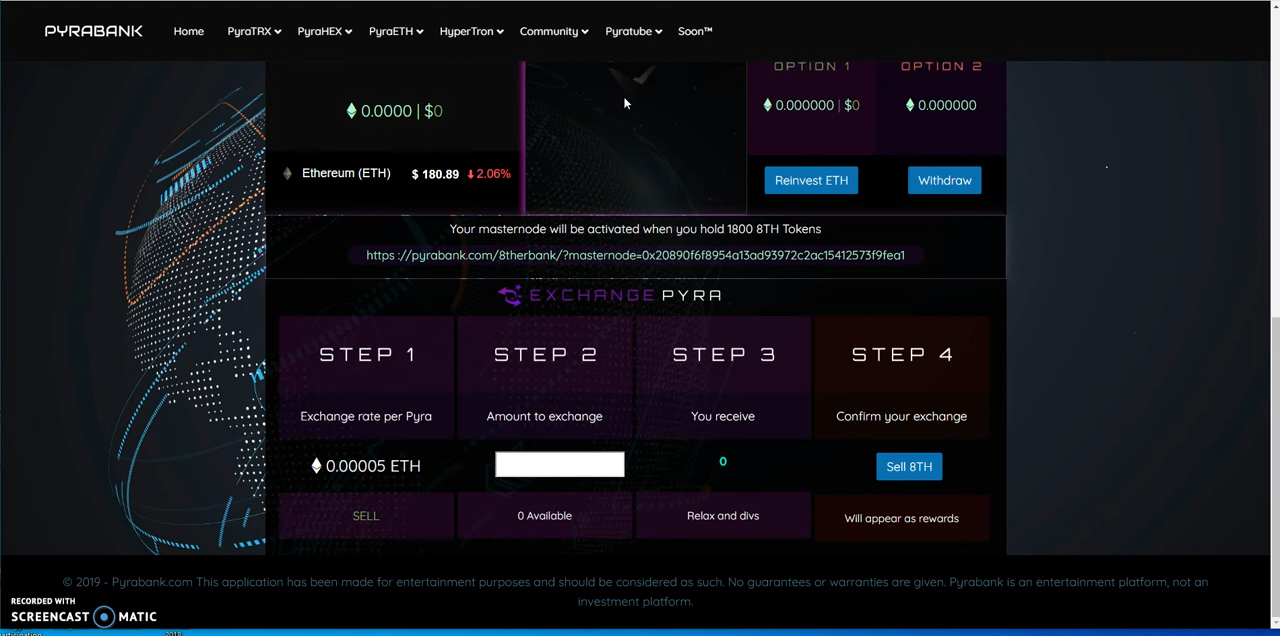 PYRABANK Home PyraTRX PyraHEX PyraETH HyperTron Community Pyratube Soon™
OPTION 1 OPTION 2
0.0000 | $0 0.000000 | $0 0.000000
Ethereum (ETH) $ 180.89 2.06% Reinvest ETH Withdraw
Your masternode will be activated when you hold 1800 8TH Tokens
https ://pyrabank.com/8therbank/?masternode=0x20890f6f8954a13ad93972c2ac15412573f9fea1
EXCHANGE PYRA
STEP 1 STEP 2 STEP 3 STEP 4
Exchange rate per Pyra Amount to exchange You receive Confirm your exchange
0.00005 ETH 0 Sell 8TH
SELL 0 Available Relax and divs Will appear as rewards
© 2019 - Pyrabank.com This application has been made for entertainment purposes and should be considered as such. No guarantees or warranties are given. Pyrabank is an entertainment platform, not an
investment platform.
RECORDED WITH
SCREENCAST MATIC
2018